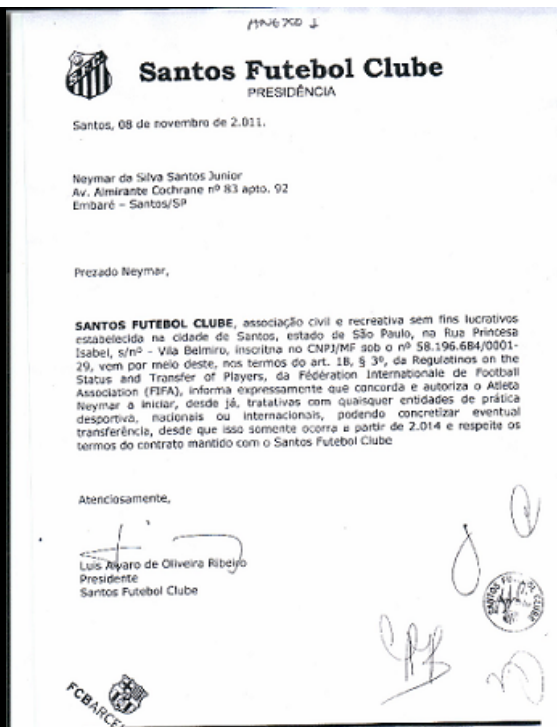 ANEXO I
Santos Futebol Clube
PRESIDÊNCIA
Santos, 08 de novembro de 2.011.
Neymar da Silva Santos Junior
Av. Almirante Cochrane nº 83 apto. 92
Embaré – Santos/SP
Prezado Neymar,
SANTOS FUTEBOL CLUBE, associação civil e recreativa sem fins lucrativos
estabelecida na cidade de Santos, estado de São Paulo, na Rua Princesa
Isabel, s/nº - Vila Belmiro, inscritna no CNPJ/MF sob o nº 58.196.684/0001-
29, vem por meio deste, nos termos do art. 18, § 3º, da Regulatinos on the
Status and Transfer of Players, da Fédération Internationale de Football
Association (FIFA), informa expressamente que concorda e autoriza o Atleta
Neymar a iniciar, desde já, tratativas com quaisquer entidades de prática
desportiva, nacionais ou internacionais, podendo concretizar eventual
transferência, desde que isso somente ocorra a partir de 2.014 e respeite os
termos do contrato mantido com o Santos Futebol Clube
Atenciosamente,
Luis Alvaro de Oliveira Ribeiro
Presidente
Santos Futebol Clube